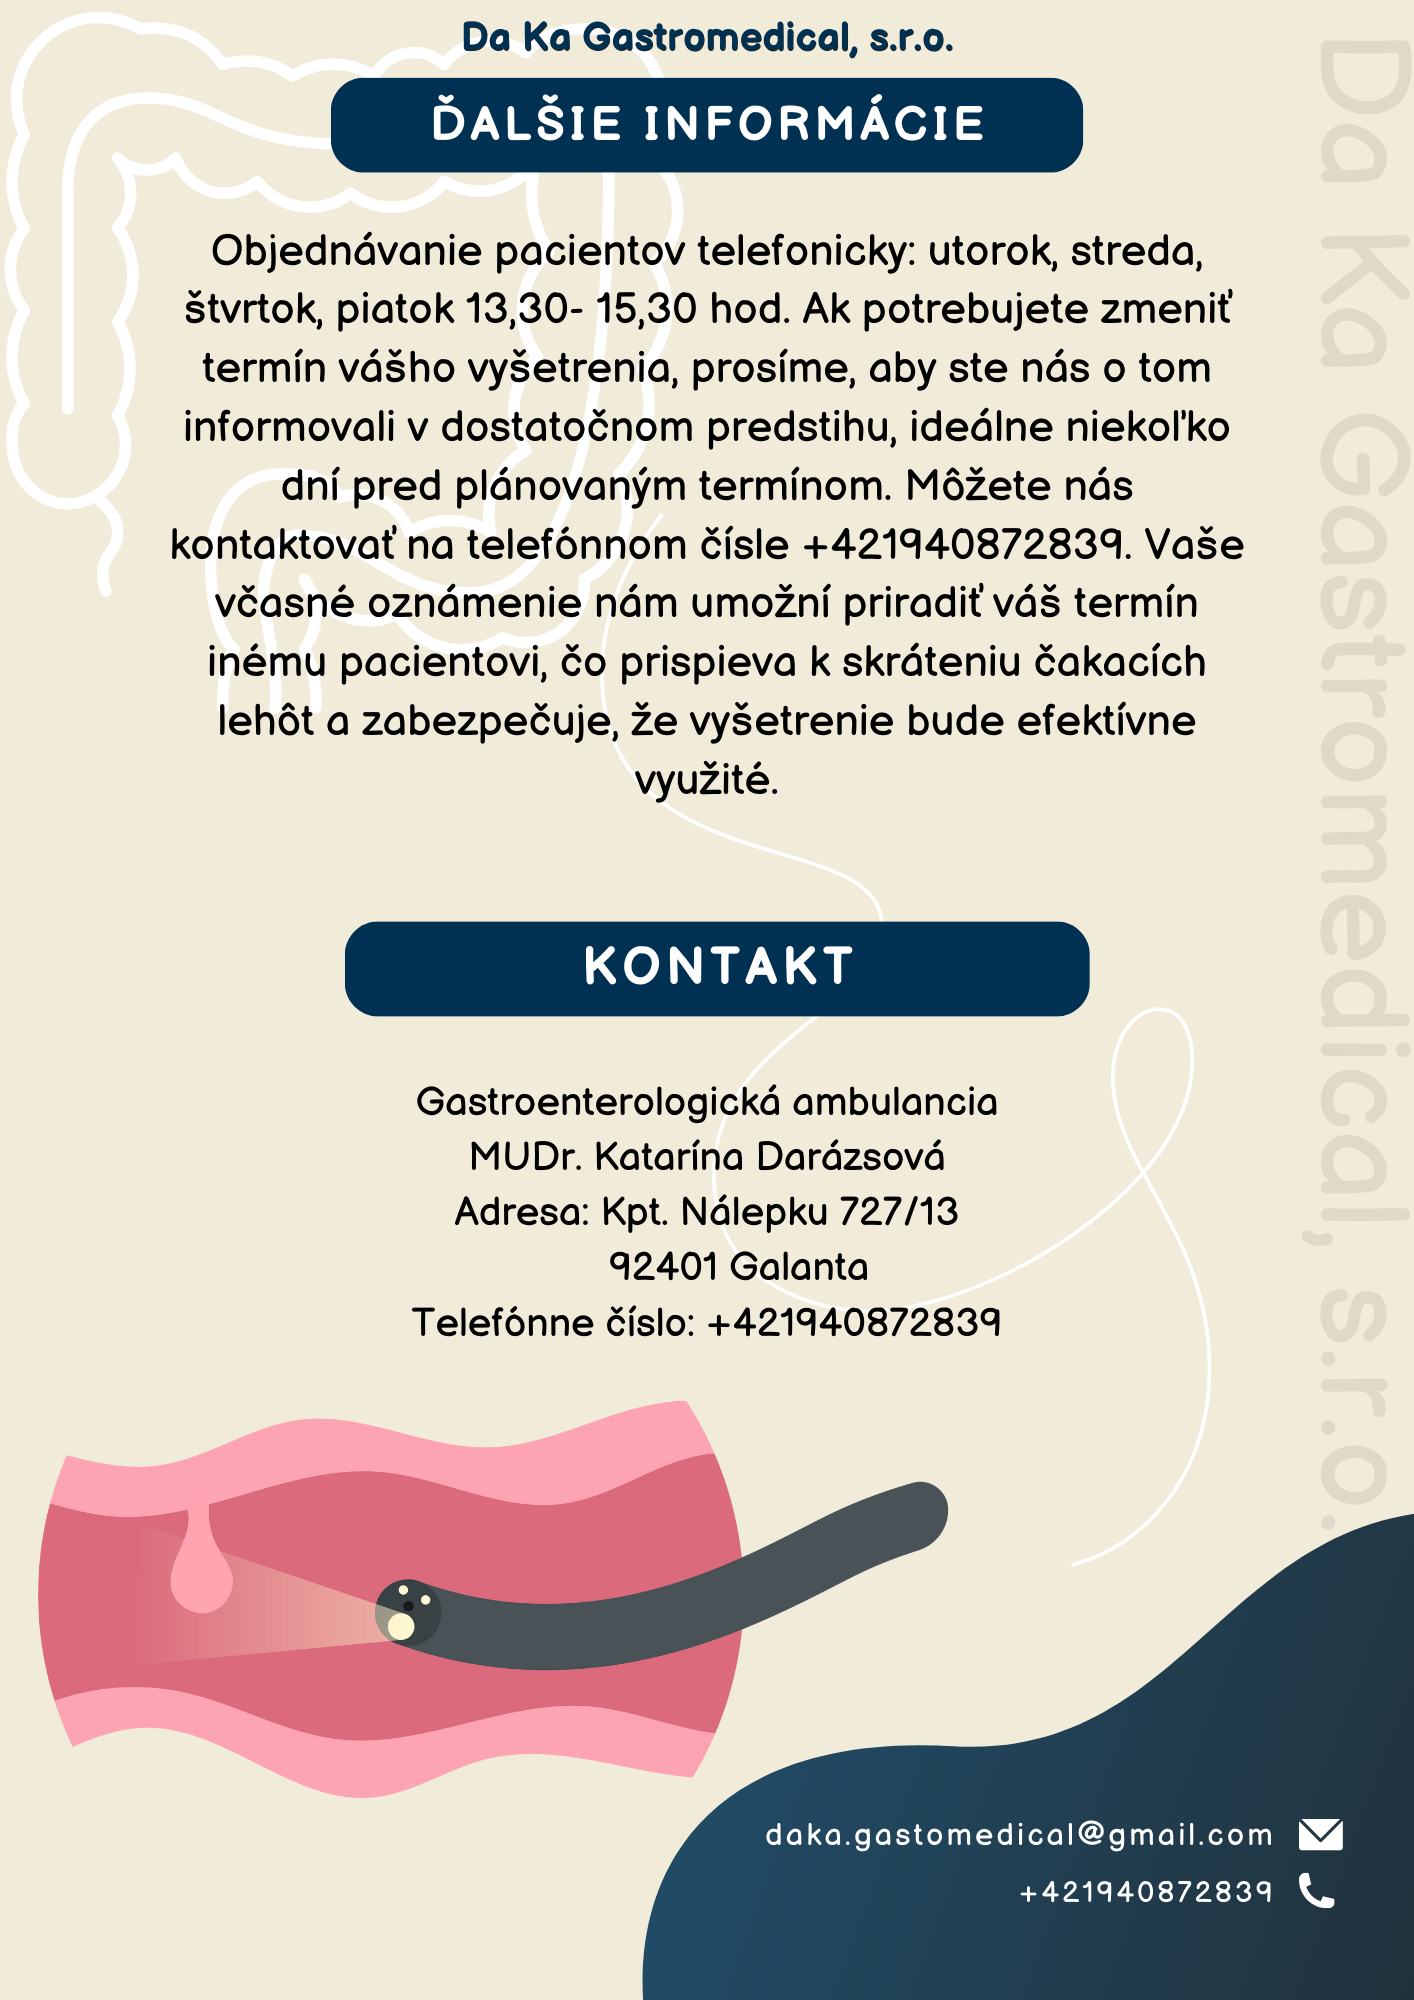 Da Ka Gastromedical, s.r.o.
ĎALŠIE INFORMÁCIE
Objednávanie pacientov telefonicky: utorok, streda,
štvrtok, piatok 13,30- 15,30 hod. Ak potrebujete zmeniť
termín vášho vyšetrenia, prosíme, aby ste nás o tom
informovali v dostatočnom predstihu, ideálne niekoľko
dní pred plánovaným termínom. Môžete nás
kontaktovať na telefónnom čísle +421940872839. Vaše
včasné oznámenie nám umožní priradiť váš termín
inému pacientovi, čo prispieva k skráteniu čakacích
lehôt a zabezpečuje, že vyšetrenie bude efektívne
využité.
KONTAKT
Gastroenterologická ambulancia
MUDr. Katarína Darázsová
Adresa: Kpt. Nálepku 727/13
92401 Galanta
Telefónne číslo: +421940872839
daka.gastomedical@gmail.com
+421940872839
Da Ka Gastromedical, s.r.o.